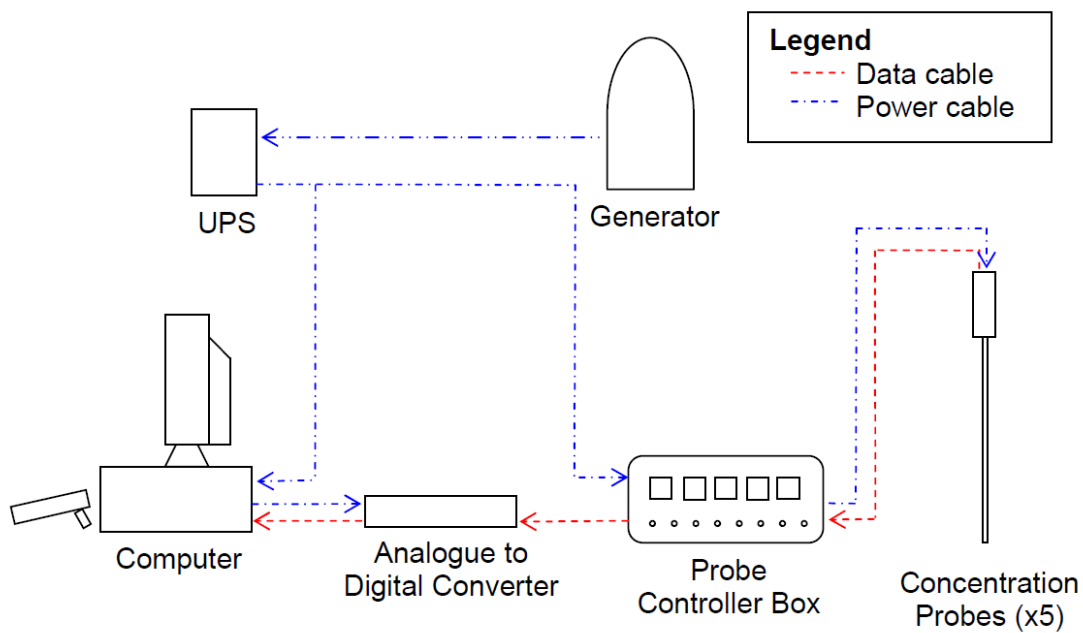 Legend
Data cable
Power cable
UPS
Generator
Computer
Analogue to
Digital Converter
Probe
Controller Box
Concentration
Probes (x5)